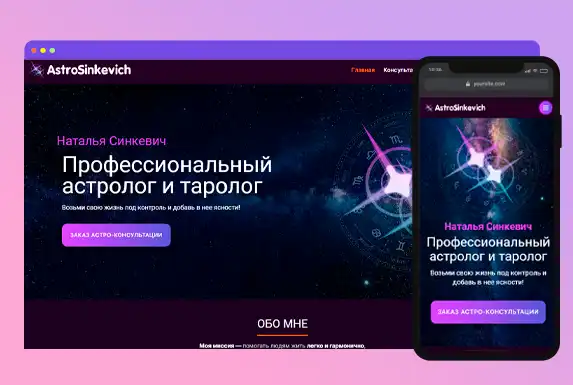 AstroSinkevich
Главная Консульта
Наталья Синкевич
Профессиональный
астролог и таролог
Возьми свою жизнь под контроль и добавь в нее ясности!
ЗАКАЗ АСТРО-КОНСУЛЬТАЦИИ
ОБО МНЕ
Моя миссия — помогать людям жить легко и гармонично,
yoursite.com
AstroSinkevich
Наталья Синкевич
Профессиональный
астролог и таролог
Возьми свою жизнь под контроль и
добавь в нее ясности!
ЗАКАЗ АСТРО-КОНСУЛЬТАЦИИ